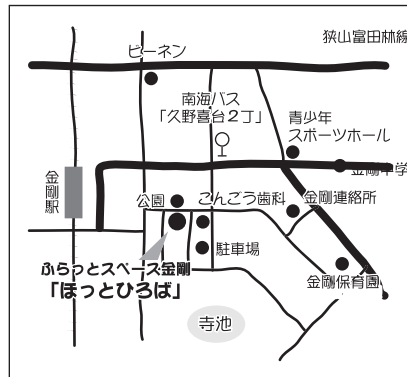 狭山富田林線
ピーネン
南海バス
「久野喜台２丁」
青少年
スポーツホール
金剛中学
金剛駅
公園
こんごう歯科
金剛連絡所
駐車場
ふらっとスペース金剛
「ほっとひろば」
金剛保育園
寺池